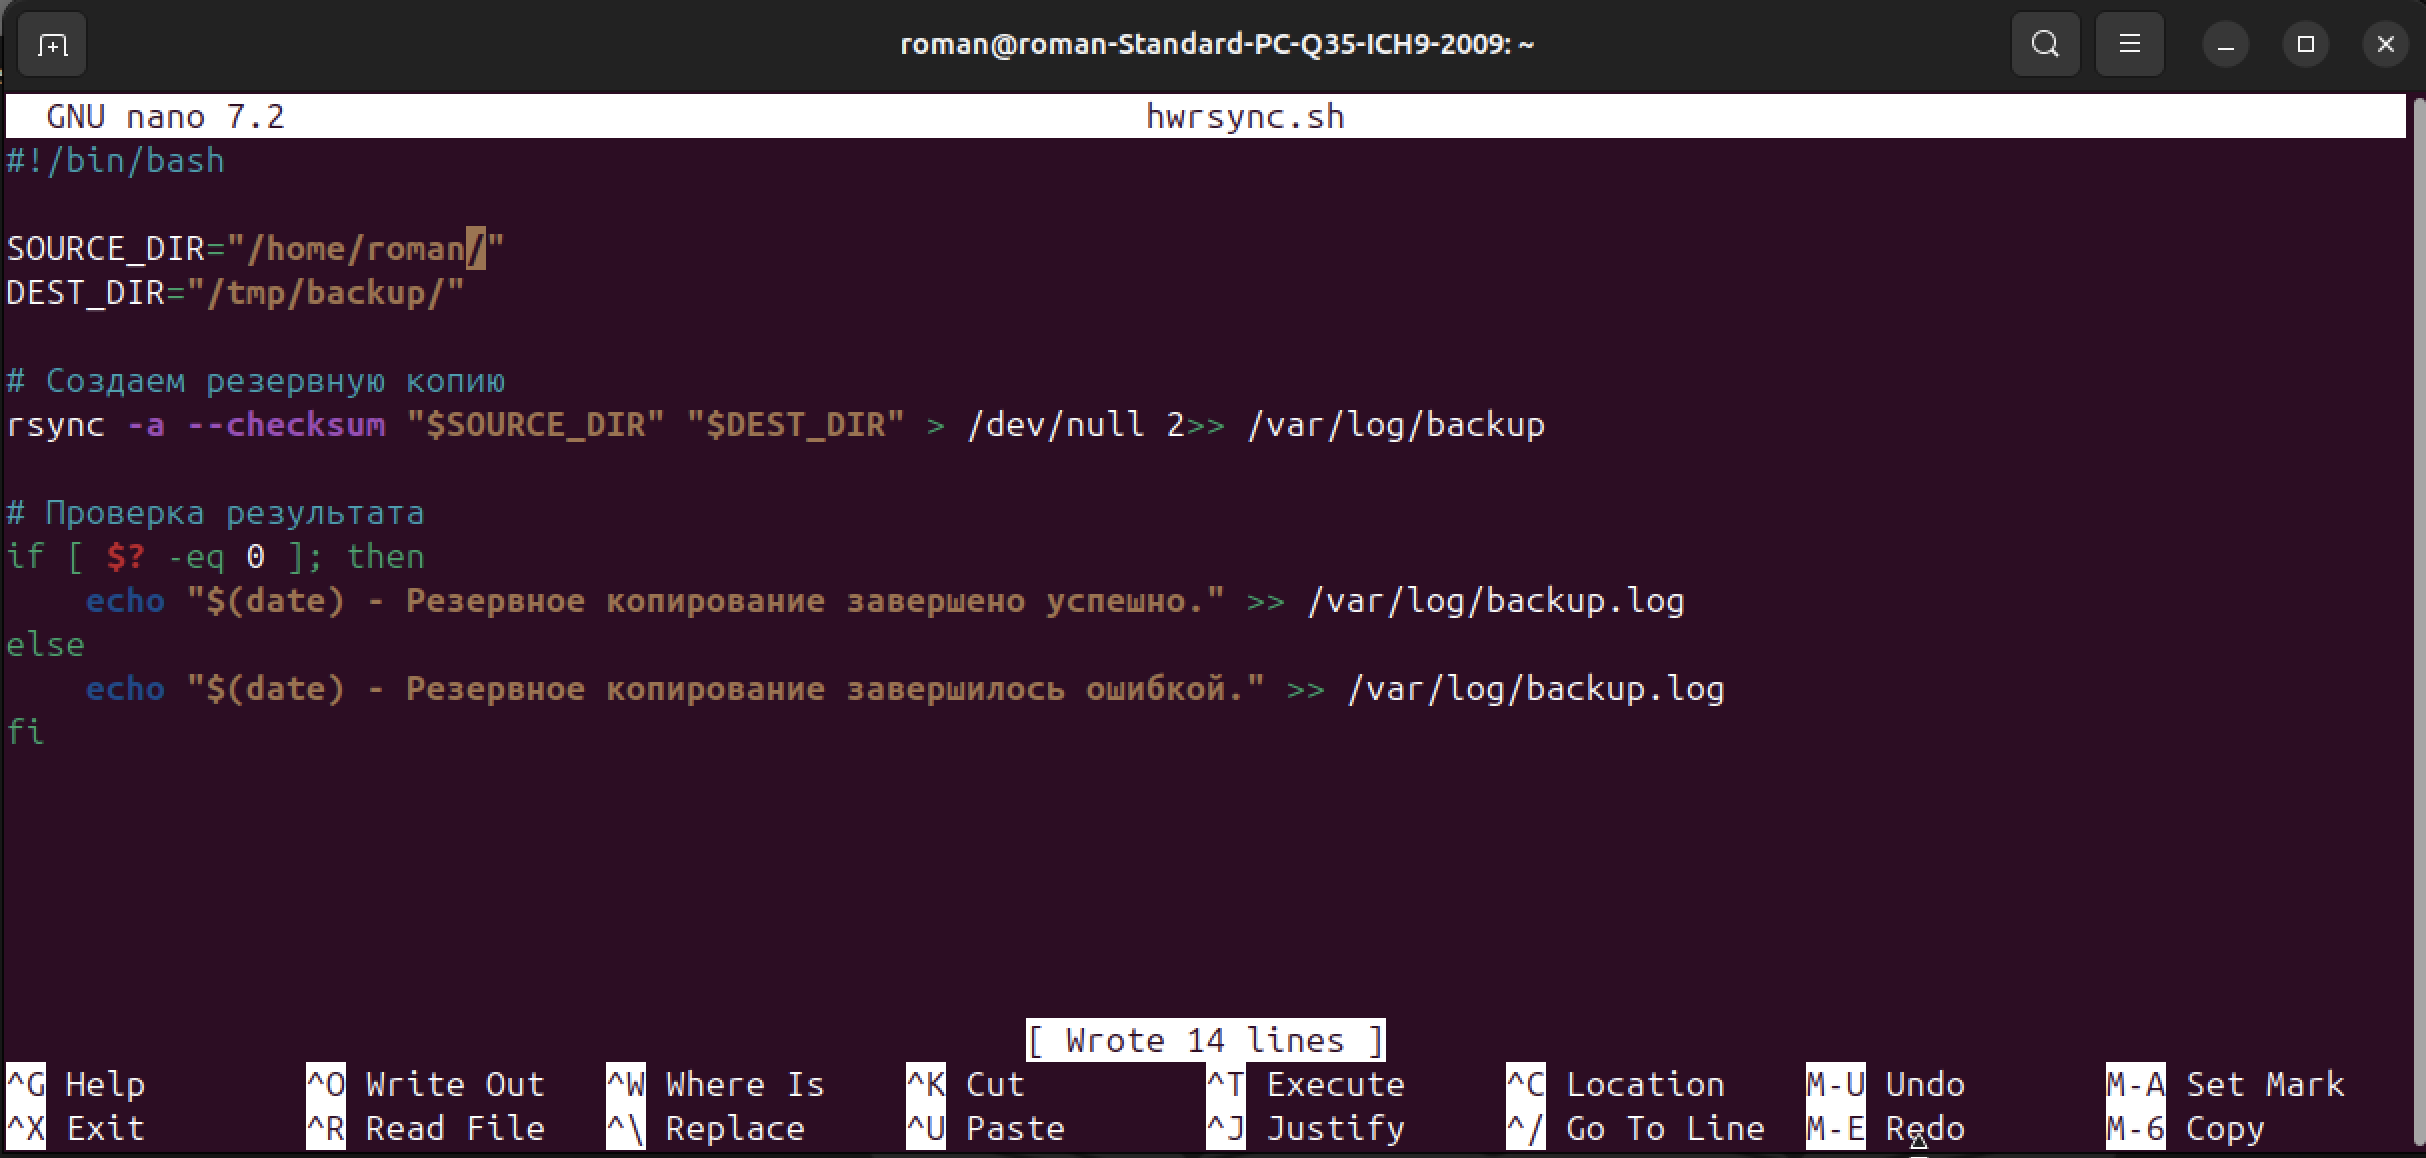 roman@roman-Standard-PC-Q35-ICH9-2009: ~
GNU nano 7.2 hwrsync.sh
#!/bin/bash
SOURCE_DIR="/home/roman/"
DEST_DIR="/tmp/backup/"
# Создаем резервную копию
rsync -a --checksum "$SOURCE_DIR" "$DEST_DIR" > /dev/null 2>> /var/log/backup
# Проверка результата
if [ $? -eq 0 ]; then
    echo "$(date) - Резервное копирование завершено успешно." >> /var/log/backup.log
else
    echo "$(date) - Резервное копирование завершилось ошибкой." >> /var/log/backup.log
fi
[ Wrote 14 lines ]
^G Help ^O Write Out ^W Where Is ^K Cut ^T Execute ^C Location M-U Undo M-A Set Mark
^X Exit ^R Read File ^\ Replace ^U Paste ^J Justify ^/ Go To Line M-E Redo M-6 Copy